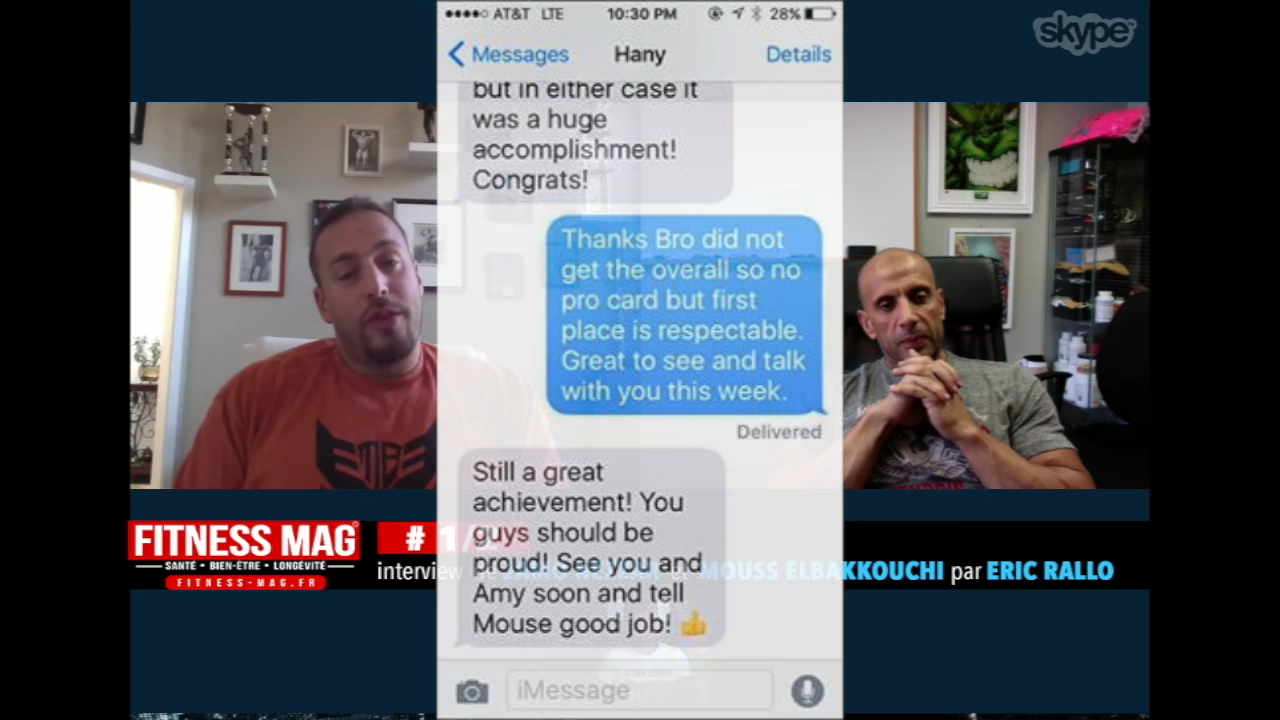 AT&T LTE 10:30 PM 28%
skype
Messages Hany Details
but in either case it
was a huge
accomplishment!
Congrats!
Thanks Bro did not
get the overall so no
pro card but first
place is respectable.
Great to see and talk
with you this week.
Delivered
Still a great
achievement! You
guys should be
proud! See you and
Amy soon and tell
Mouse good job! 👍
iMessage
FITNESS MAG®
SANTÉ • BIEN-ÊTRE • LONGÉVITÉ
FITNESS-MAG.FR
# 1/
interview MOUSS ELBAKKOUCHI par ERIC RALLO